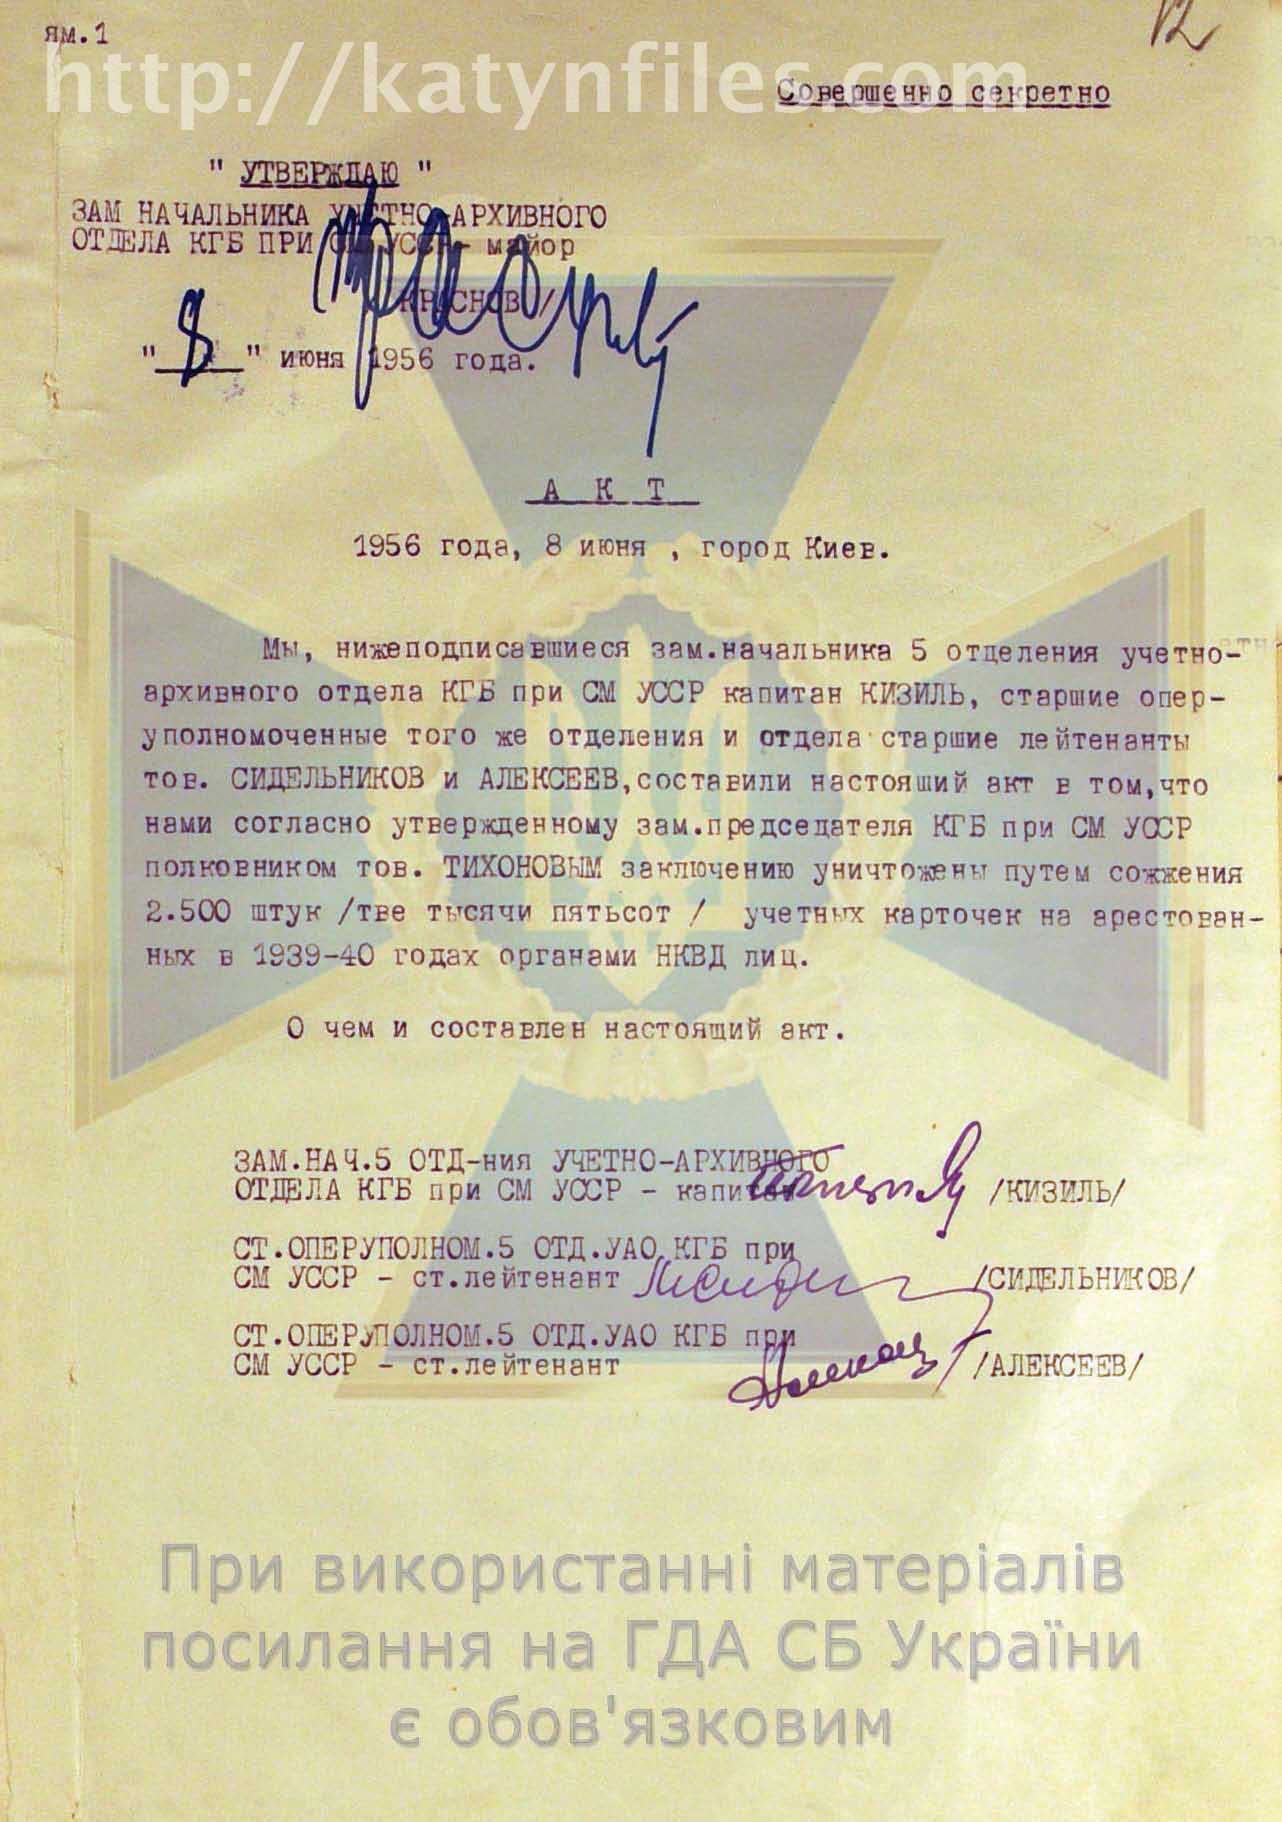 ям.1
12
http://katynfiles.com
Совершенно секретно
" УТВЕРЖДАЮ "
ЗАМ НАЧАЛЬНИКА УЧЕТНО-АРХИВНОГО
ОТДЕЛА КГБ ПРИ СМ УССР- майор
/КРАСНОВ/
" 8 " июня 1956 года.
А К Т
1956 года, 8 июня , город Киев.
Мы, нижеподписавшиеся зам.начальника 5 отделения учетно-
архивного отдела КГБ при СМ УССР капитан КИЗИЛЬ, старшие опер-
уполномоченные того же отделения и отдела старшие лейтенанты
тов. СИДЕЛЬНИКОВ и АЛЕКСЕЕВ,составили настояший акт в том,что
нами согласно утвержденному зам.председателя КГБ при СМ УССР
полковником тов. ТИХОНОВЫМ заключению уничтожены путем сожжения
2.500 штук /тве тысячи пятьсот / учетных карточек на арестован-
ных в 1939-40 годах органами НКВД лиц.
О чем и составлен настоящий акт.
ЗАМ.НАЧ.5 ОТД-ния УЧЕТНО-АРХИВНОГО
ОТДЕЛА КГБ при СМ УССР - капитан /КИЗИЛЬ/
СТ.ОПЕРУПОЛНОМ.5 ОТД.УАО КГБ при
СМ УССР - ст.лейтенант /СИДЕЛЬНИКОВ/
СТ.ОПЕРУПОЛНОМ.5 ОТД.УАО КГБ при
СМ УССР - ст.лейтенант /АЛЕКСЕЕВ/
При використанні матеріалів
посилання на ГДА СБ України
є обов'язковим